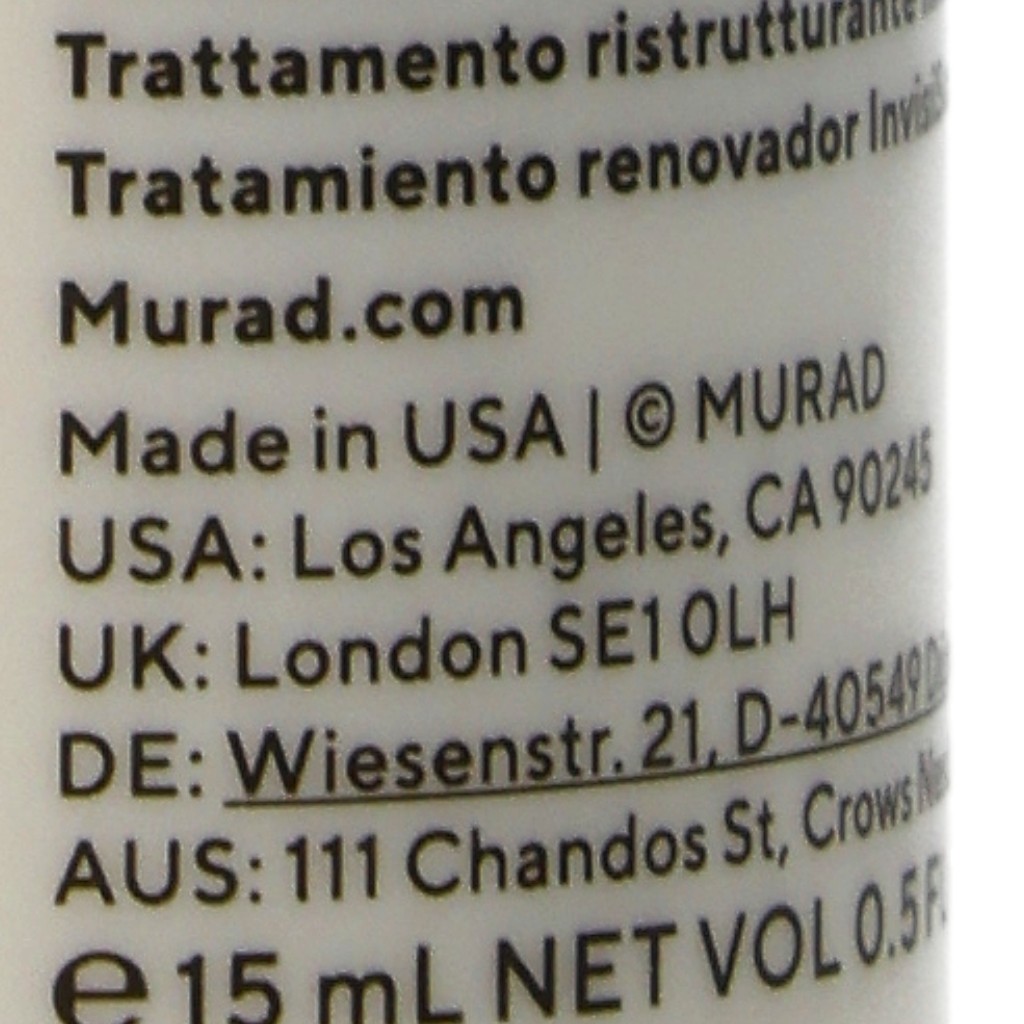 Trattamento ristrutturante
Tratamiento renovador
Murad.com
Made in USA | © MURAD
USA: Los Angeles, CA 90245
UK: London SE1 0LH
DE: Wiesenstr. 21, D-40549
AUS: 111 Chandos St, Crows
℮ 15 mL NET VOL 0.5